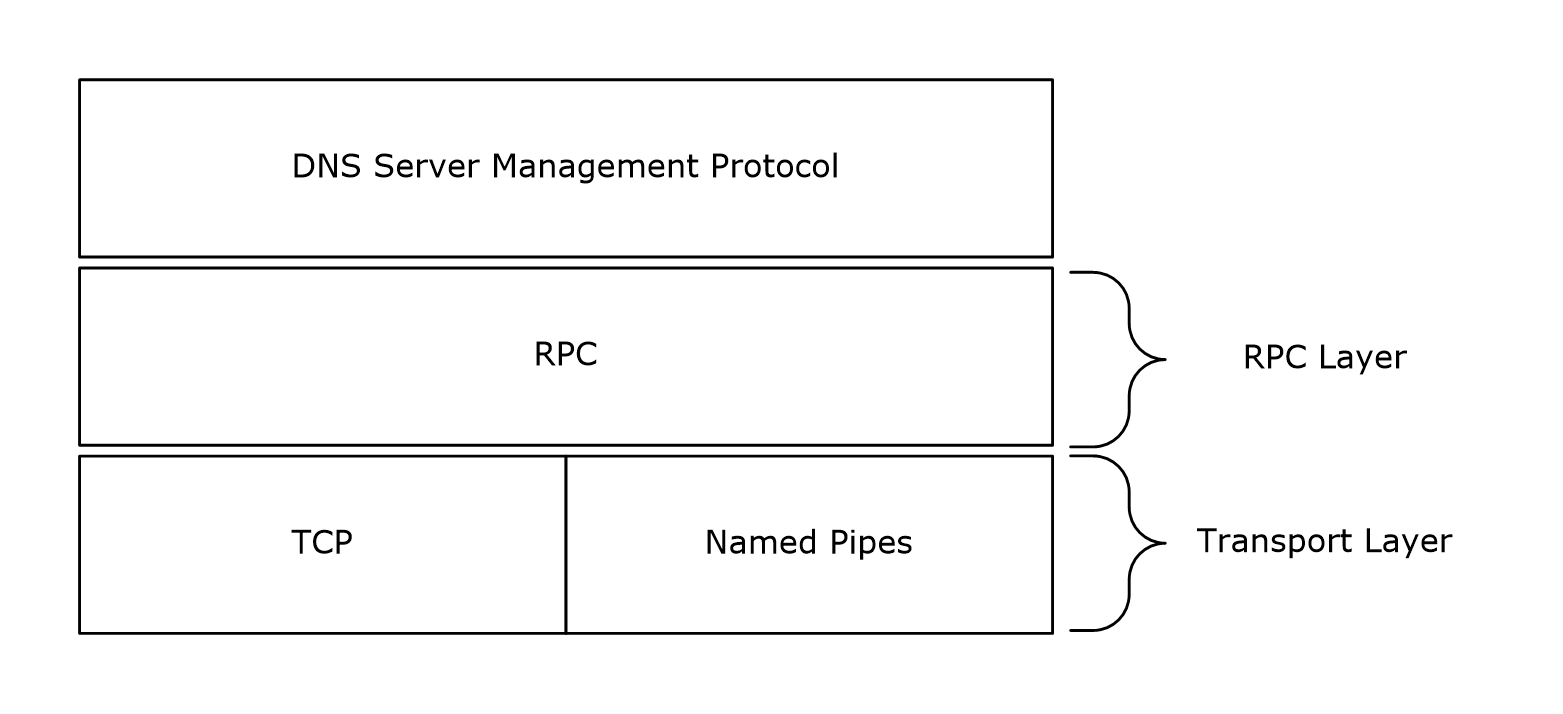 DNS Server Management Protocol
RPC
RPC Layer
TCP
Named Pipes
Transport Layer